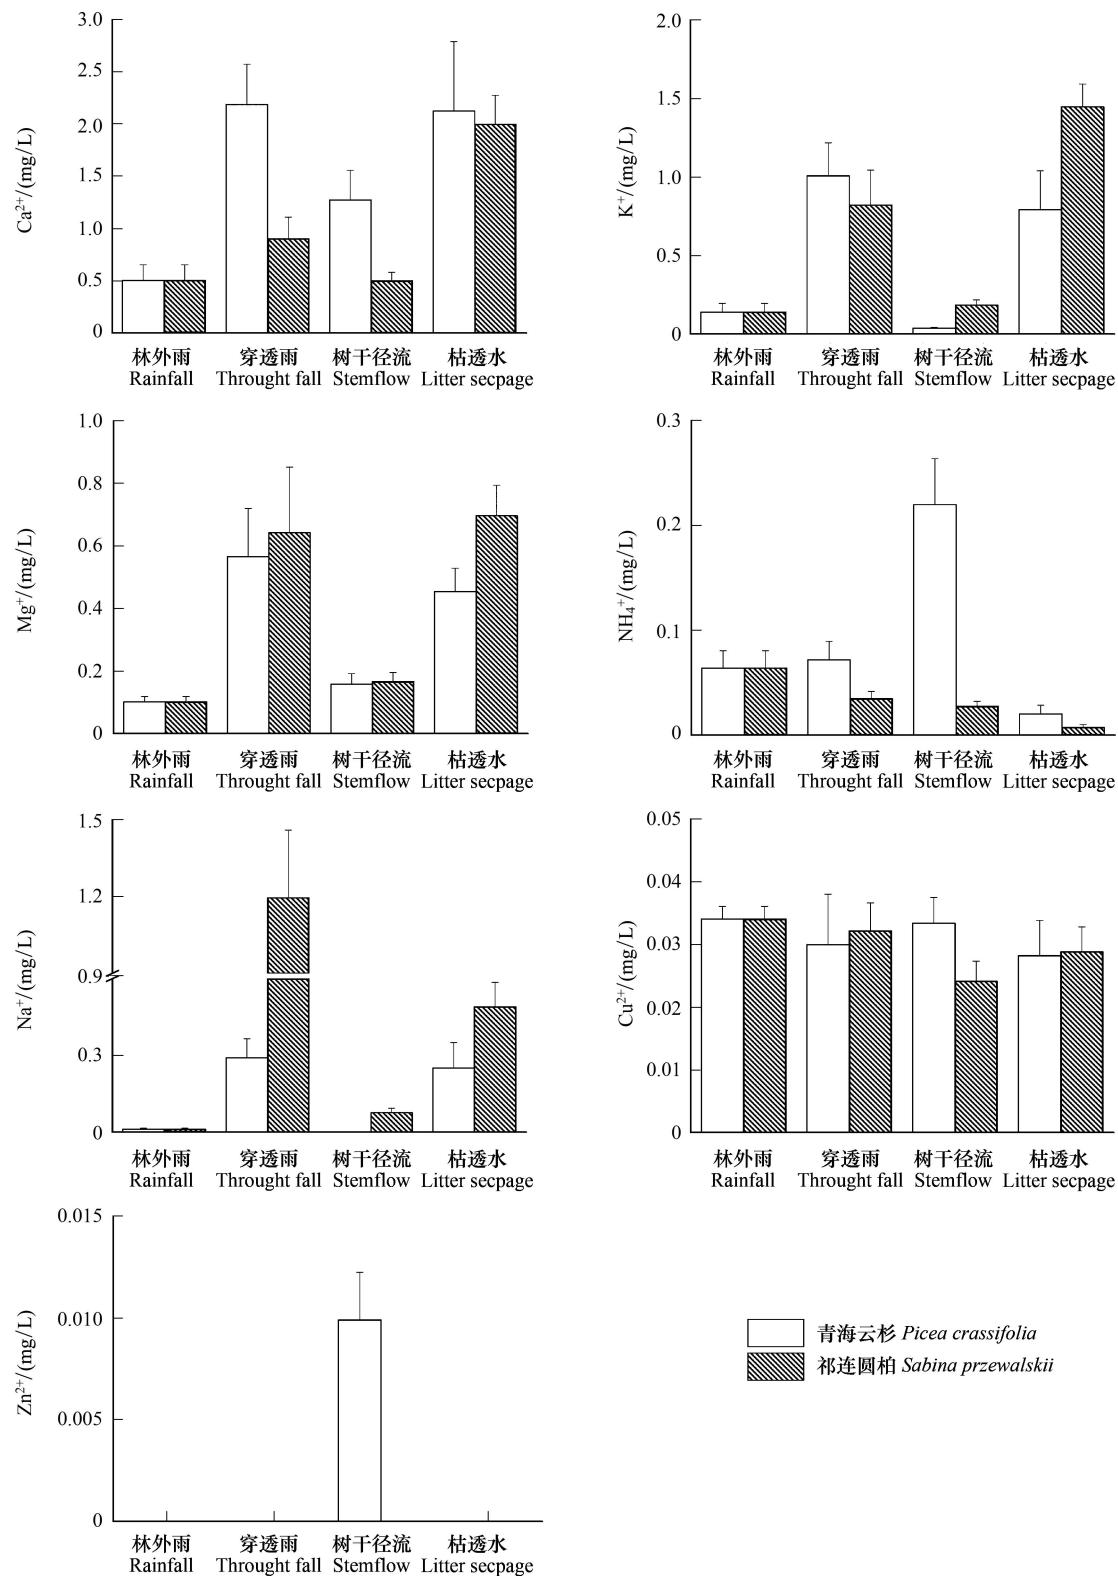 3.0
2.5
2.0
1.5
1.0
0.5
0
Ca²⁺/(mg/L)
林外雨 穿透雨 树干径流 枯透水
Rainfall Throught fall Stemflow Litter secpage
2.0
1.5
1.0
0.5
0
K⁺/(mg/L)
林外雨 穿透雨 树干径流 枯透水
Rainfall Throught fall Stemflow Litter secpage
1.0
0.8
0.6
0.4
0.2
0
Mg⁺/(mg/L)
林外雨 穿透雨 树干径流 枯透水
Rainfall Throught fall Stemflow Litter secpage
0.3
0.2
0.1
0
NH₄⁺/(mg/L)
林外雨 穿透雨 树干径流 枯透水
Rainfall Throught fall Stemflow Litter secpage
1.5
1.2
0.9
0.3
0
Na⁺/(mg/L)
林外雨 穿透雨 树干径流 枯透水
Rainfall Throught fall Stemflow Litter secpage
0.05
0.04
0.03
0.02
0.01
0
Cu²⁺/(mg/L)
林外雨 穿透雨 树干径流 枯透水
Rainfall Throught fall Stemflow Litter secpage
0.015
0.010
0.005
0
Zn²⁺/(mg/L)
林外雨 穿透雨 树干径流 枯透水
Rainfall Throught fall Stemflow Litter secpage
青海云杉 Picea crassifolia
祁连圆柏 Sabina przewalskii